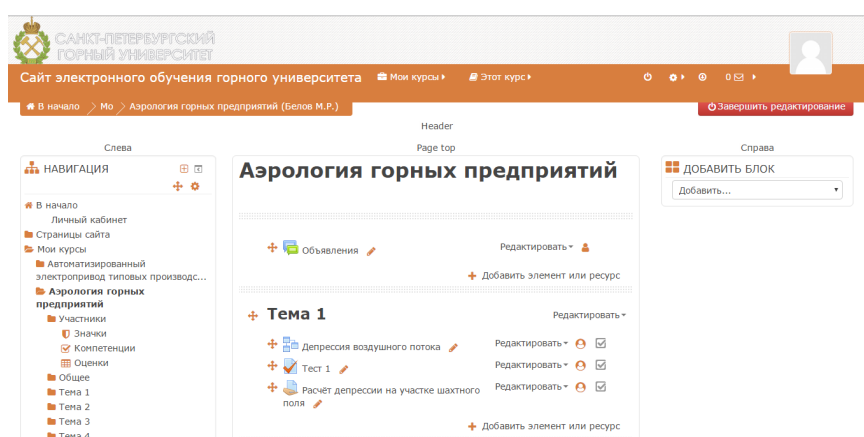 САНКТ-ПЕТЕРБУРГСКИЙ
ГОРНЫЙ УНИВЕРСИТЕТ
Сайт электронного обучения горного университета Мои курсы Этот курс 0
В начало Мо Аэрология горных предприятий (Белов М.Р.) Завершить редактирование
Header
Слева Page top Справа
НАВИГАЦИЯ
В начало
Личный кабинет
Страницы сайта
Мои курсы
Автоматизированный
электропривод типовых производс...
Аэрология горных
предприятий
Участники
Значки
Компетенции
Оценки
Общее
Тема 1
Тема 2
Тема 3
Тема 4
Аэрология горных предприятий
Объявления Редактировать
Добавить элемент или ресурс
Тема 1 Редактировать
Депрессия воздушного потока Редактировать
Тест 1 Редактировать
Расчёт депрессии на участке шахтного Редактировать
поля
Добавить элемент или ресурс
ДОБАВИТЬ БЛОК
Добавить...